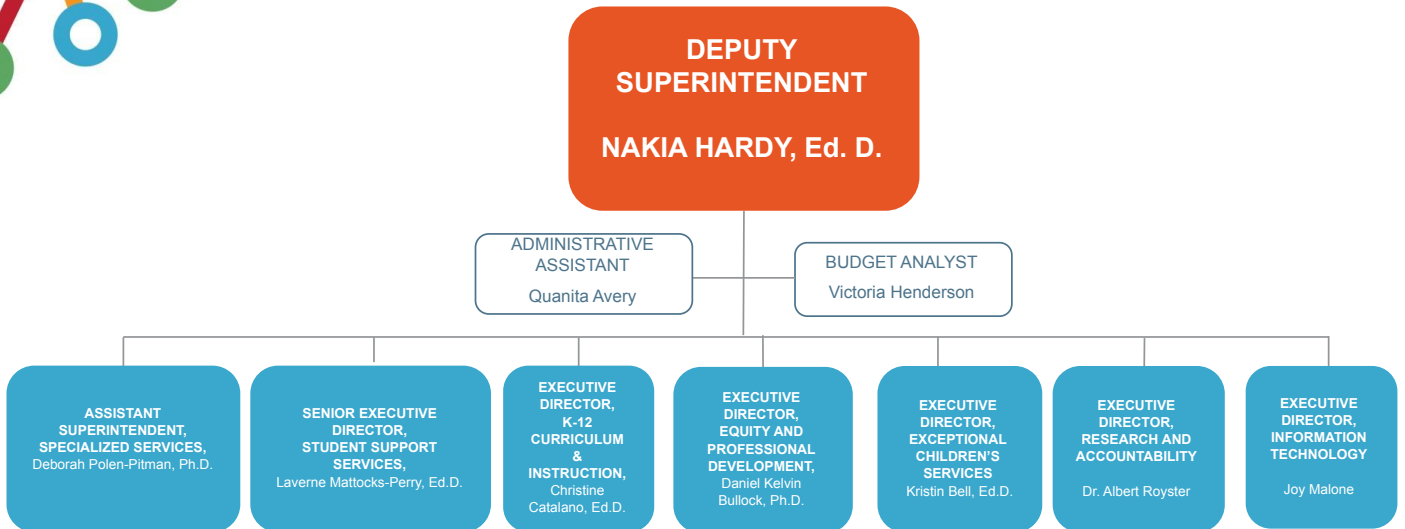 DEPUTY
SUPERINTENDENT
NAKIA HARDY, Ed. D.
ADMINISTRATIVE
ASSISTANT
Quanita Avery
BUDGET ANALYST
Victoria Henderson
ASSISTANT
SUPERINTENDENT,
SPECIALIZED SERVICES,
Deborah Polen-Pitman, Ph.D.
SENIOR EXECUTIVE
DIRECTOR,
STUDENT SUPPORT
SERVICES,
Laverne Mattocks-Perry, Ed.D.
EXECUTIVE
DIRECTOR,
K-12
CURRICULUM
&
INSTRUCTION,
Christine
Catalano, Ed.D.
EXECUTIVE
DIRECTOR,
EQUITY AND
PROFESSIONAL
DEVELOPMENT,
Daniel Kelvin
Bullock, Ph.D.
EXECUTIVE
DIRECTOR,
EXCEPTIONAL
CHILDREN’S
SERVICES
Kristin Bell, Ed.D.
EXECUTIVE
DIRECTOR,
RESEARCH AND
ACCOUNTABILITY
Dr. Albert Royster
EXECUTIVE
DIRECTOR,
INFORMATION
TECHNOLOGY
Joy Malone